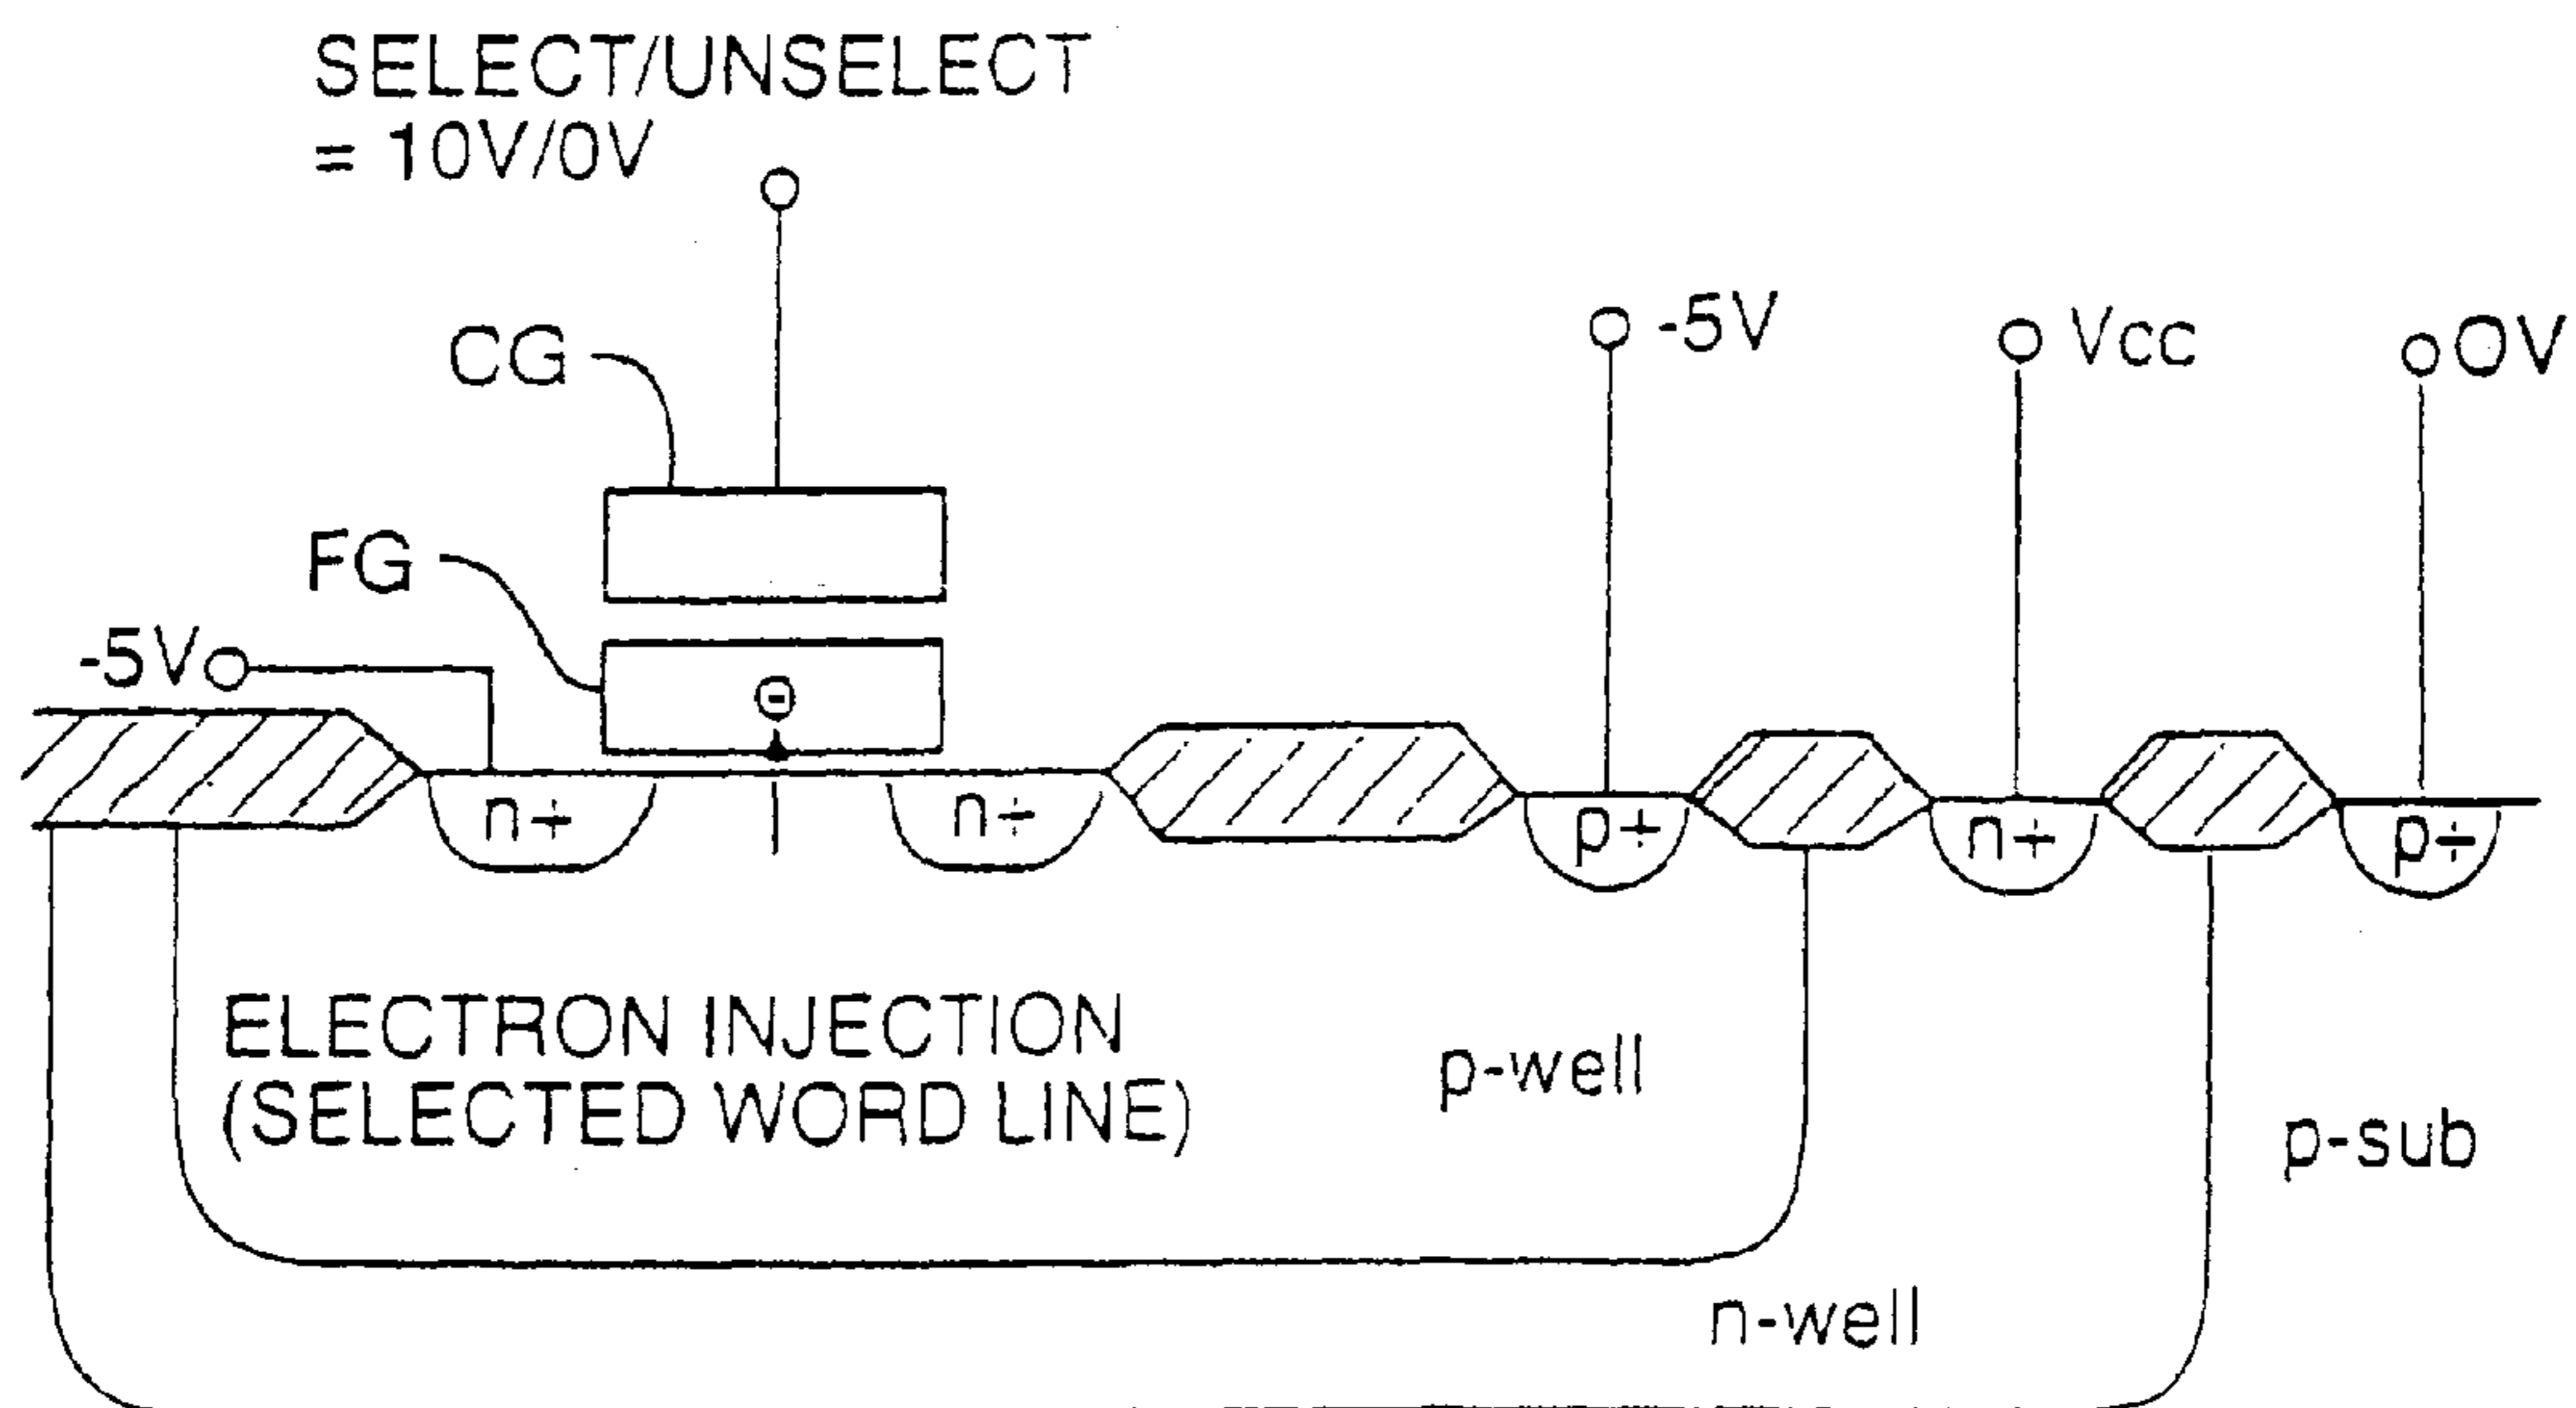 SELECT/UNSELECT
= 10V/0V
CG
-5V
Vcc
0V
FG
-5V
n+
n+
p+
n+
p+
ELECTRON INJECTION
(SELECTED WORD LINE)
p-well
p-sub
n-well